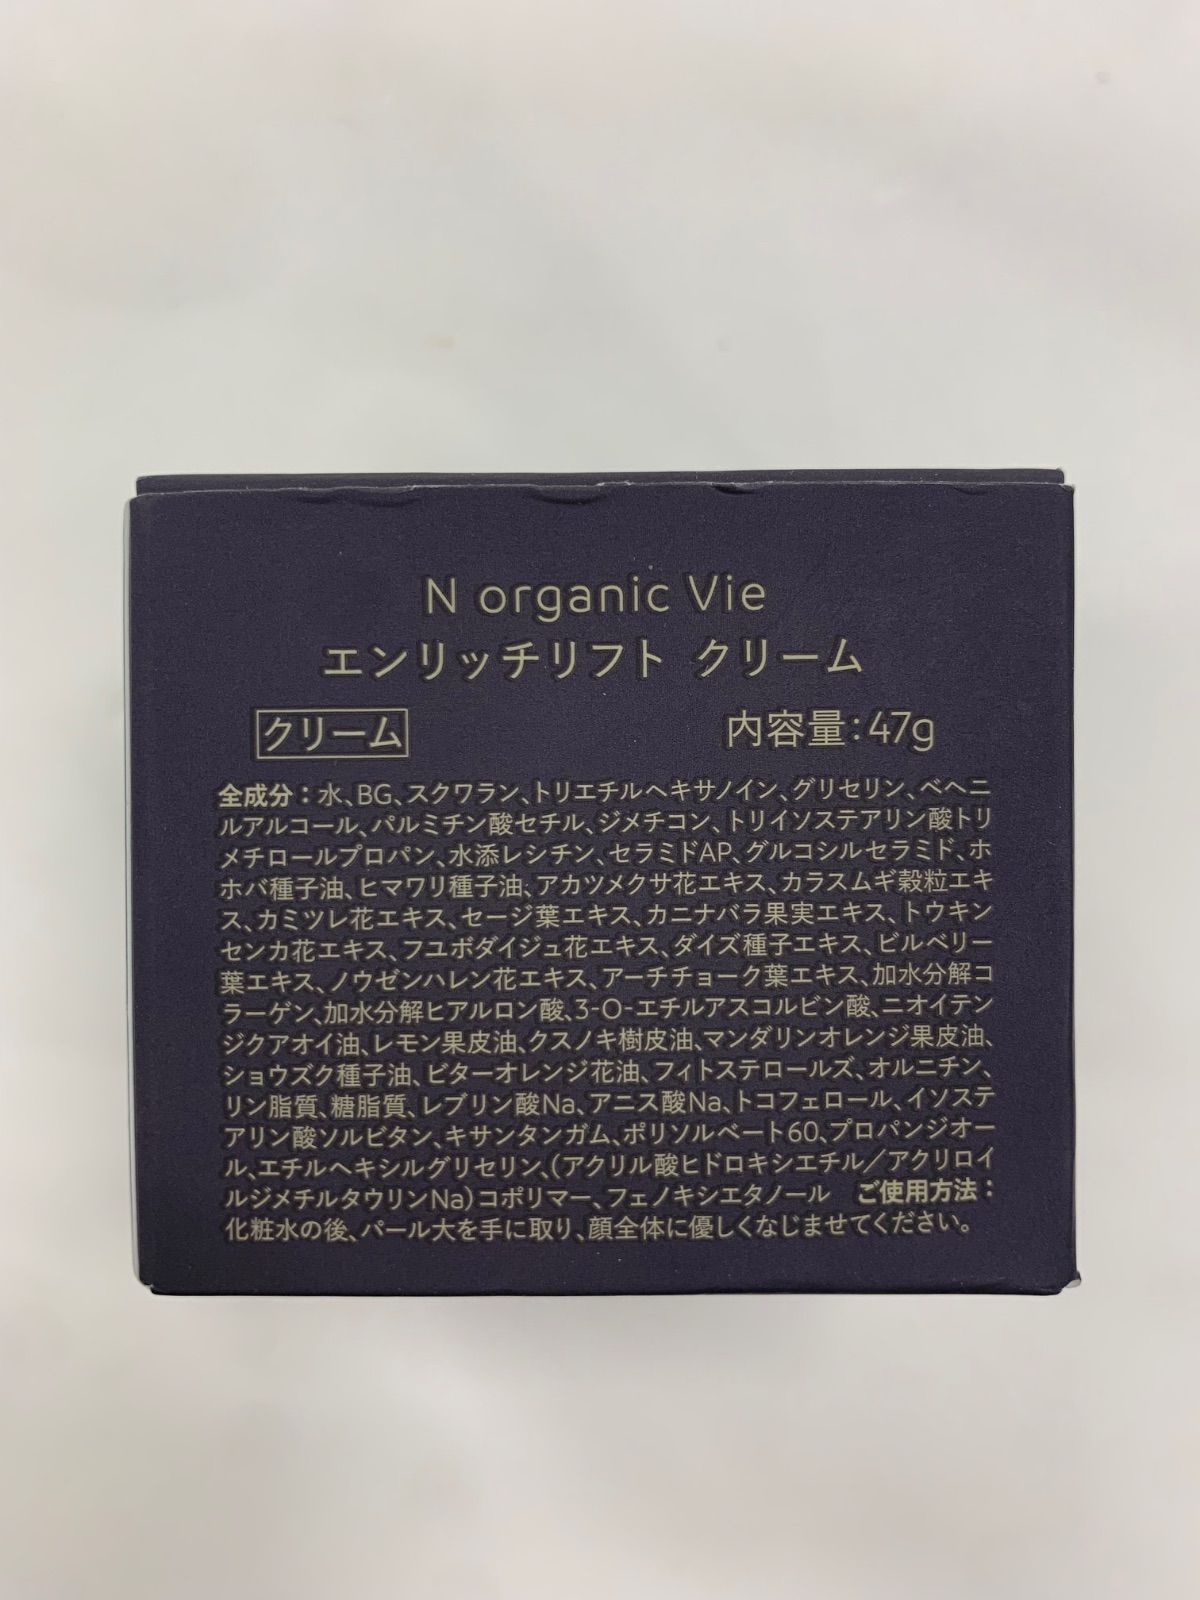 N organic Vie
エンリッチリフト クリーム
クリーム 内容量:47g
全成分:水、BG、スクワラン、トリエチルヘキサノイン、グリセリン、ベヘニ
ルアルコール、パルミチン酸セチル、ジメチコン、トリイソステアリン酸トリ
メチロールプロパン、水添レシチン、セラミドAP、グルコシルセラミド、ホ
ホバ種子油、ヒマワリ種子油、アカツメクサ花エキス、カラスムギ穀粒エキ
ス、カミツレ花エキス、セージ葉エキス、カニナバラ果実エキス、トウキン
センカ花エキス、フユボダイジュ花エキス、ダイズ種子エキス、ビルベリー
葉エキス、ノウゼンハレン花エキス、アーチチョーク葉エキス、加水分解コ
ラーゲン、加水分解ヒアルロン酸、3-O-エチルアスコルビン酸、ニオイテン
ジクアオイ油、レモン果皮油、クスノキ樹皮油、マンダリンオレンジ果皮油、
ショウズク種子油、ビターオレンジ花油、フィトステロールズ、オルニチン、
リン脂質、糖脂質、レブリン酸Na、アニス酸Na、トコフェロール、イソステ
アリン酸ソルビタン、キサンタンガム、ポリソルベート60、プロパンジオー
ル、エチルヘキシルグリセリン、(アクリル酸ヒドロキシエチル/アクリロイ
ルジメチルタウリンNa)コポリマー、フェノキシエタノール ご使用方法:
化粧水の後、パール大を手に取り、顔全体に優しくなじませてください。